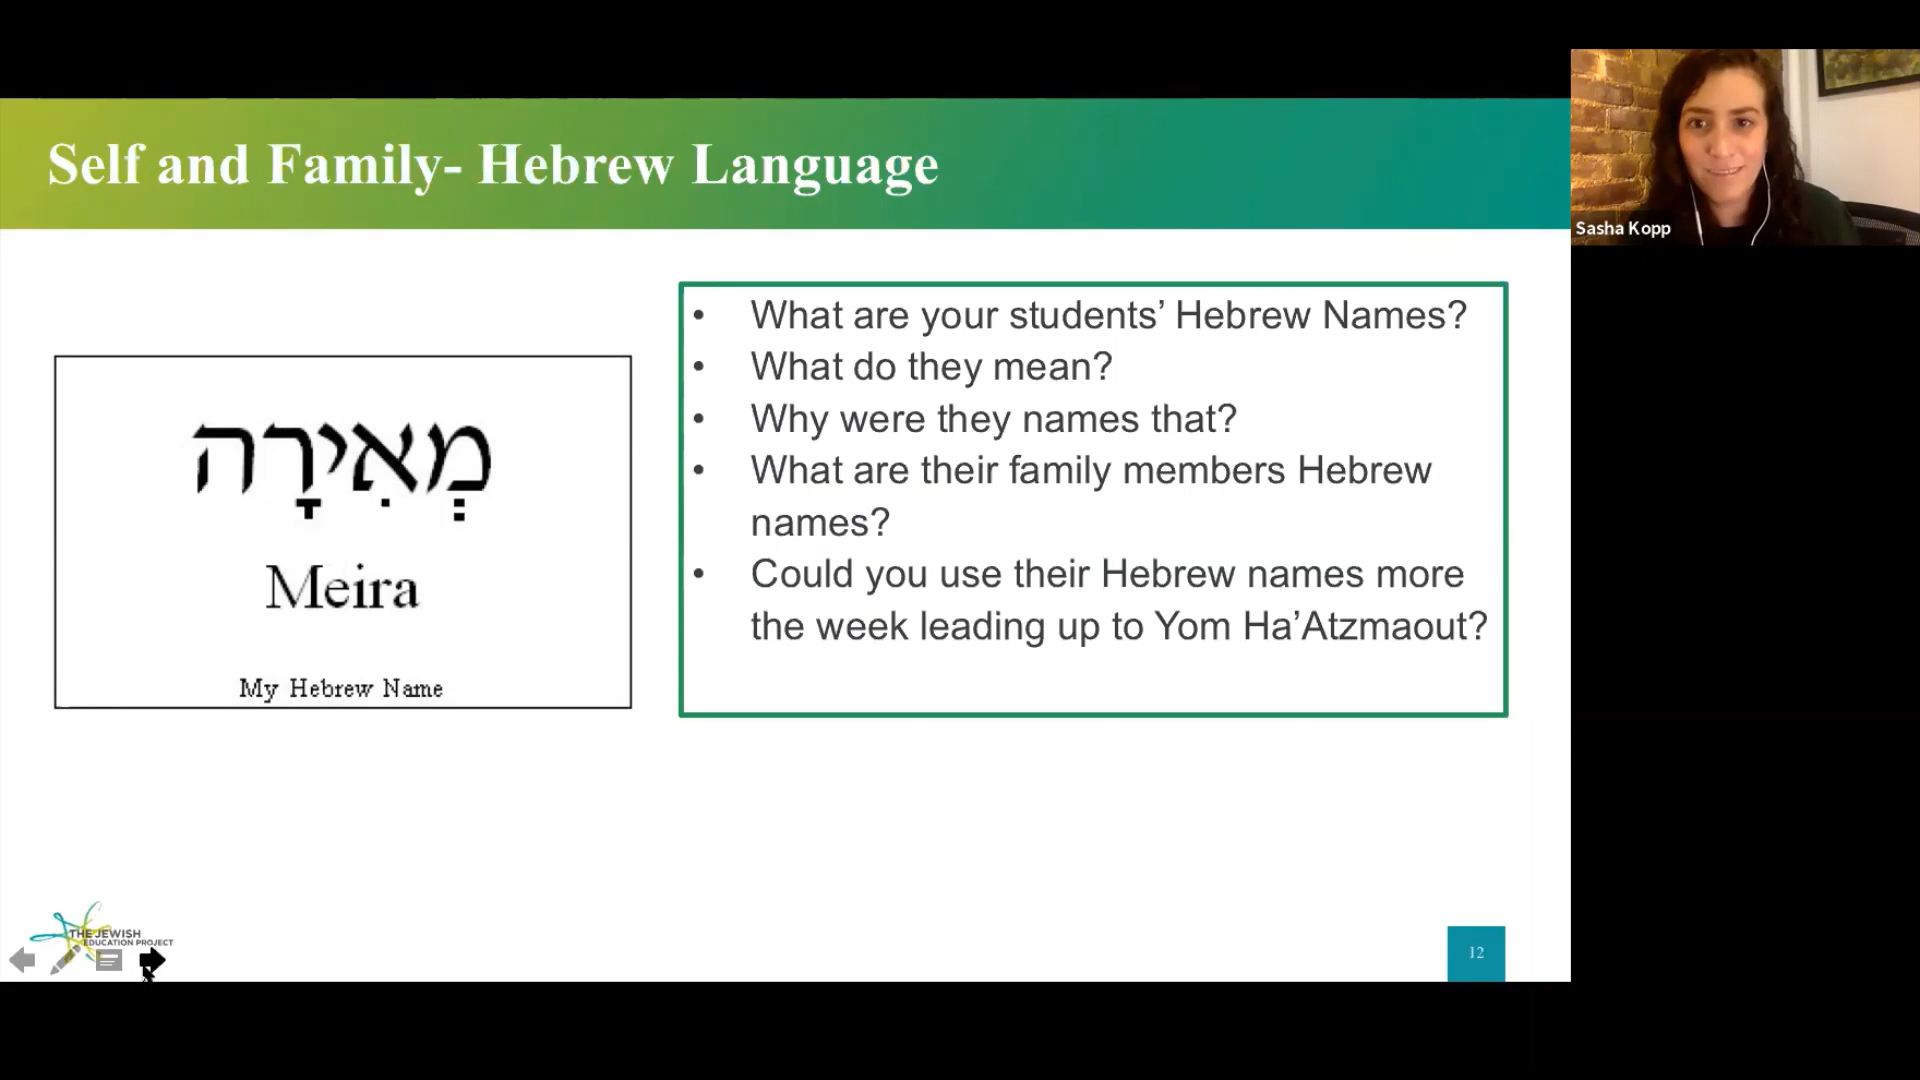 Self and Family- Hebrew Language
Sasha Kopp
מְאִירָה
Meira
My Hebrew Name
• What are your students’ Hebrew Names?
• What do they mean?
• Why were they names that?
• What are their family members Hebrew
names?
• Could you use their Hebrew names more
the week leading up to Yom Ha’Atzmaout?
THE JEWISH
EDUCATION PROJECT
12